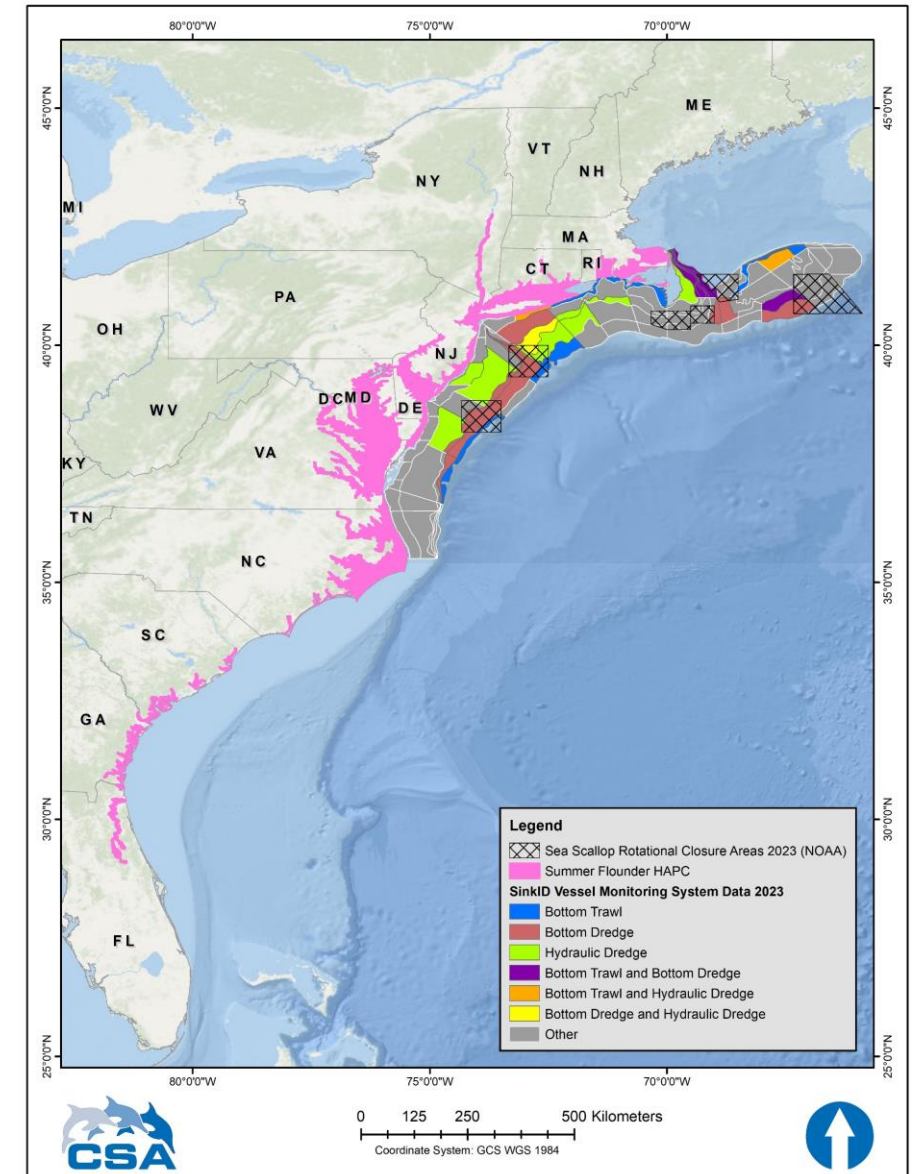 80°0'0"W 75°0'0"W 70°0'0"W
45°0'0"N 45°0'0"N
ME
VT
NH
NY
MI
MA
CT RI
PA
OH
40°0'0"N 40°0'0"N
NJ
DC MD
DE
WV
VA
KY
TN
NC
35°0'0"N 35°0'0"N
SC
GA
30°0'0"N 30°0'0"N
FL
25°0'0"N 25°0'0"N
Legend
Sea Scallop Rotational Closure Areas 2023 (NOAA)
Summer Flounder HAPC
SinkID Vessel Monitoring System Data 2023
Bottom Trawl
Bottom Dredge
Hydraulic Dredge
Bottom Trawl and Bottom Dredge
Bottom Trawl and Hydraulic Dredge
Bottom Dredge and Hydraulic Dredge
Other
80°0'0"W 75°0'0"W 70°0'0"W
CSA
0 125 250 500 Kilometers
Coordinate System: GCS WGS 1984